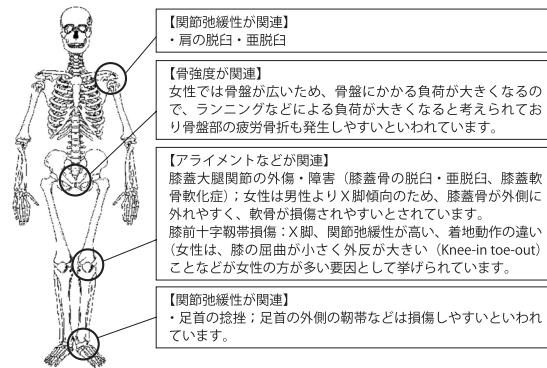 【関節弛緩性が関連】
・肩の脱臼・亜脱臼
【骨強度が関連】
女性では骨盤が広いため、骨盤にかかる負荷が大きくなるの
で、ランニングなどによる負荷が大きくなると考えられてお
り骨盤部の疲労骨折も発生しやすいといわれています。
【アライメントなどが関連】
膝蓋大腿関節の外傷・障害（膝蓋骨の脱臼・亜脱臼、膝蓋軟
骨軟化症）；女性は男性よりX脚傾向のため、膝蓋骨が外側に
外れやすく、軟骨が損傷されやすいとされています。
膝前十字靱帯損傷：X脚、関節弛緩性が高い、着地動作の違い
（女性は、膝の屈曲が小さく外反が大きい（Knee-in toe-out）
ことなどが女性の方が多い要因として挙げられています。
【関節弛緩性が関連】
・足首の捻挫；足首の外側の靭帯などは損傷しやすいといわれ
ています。